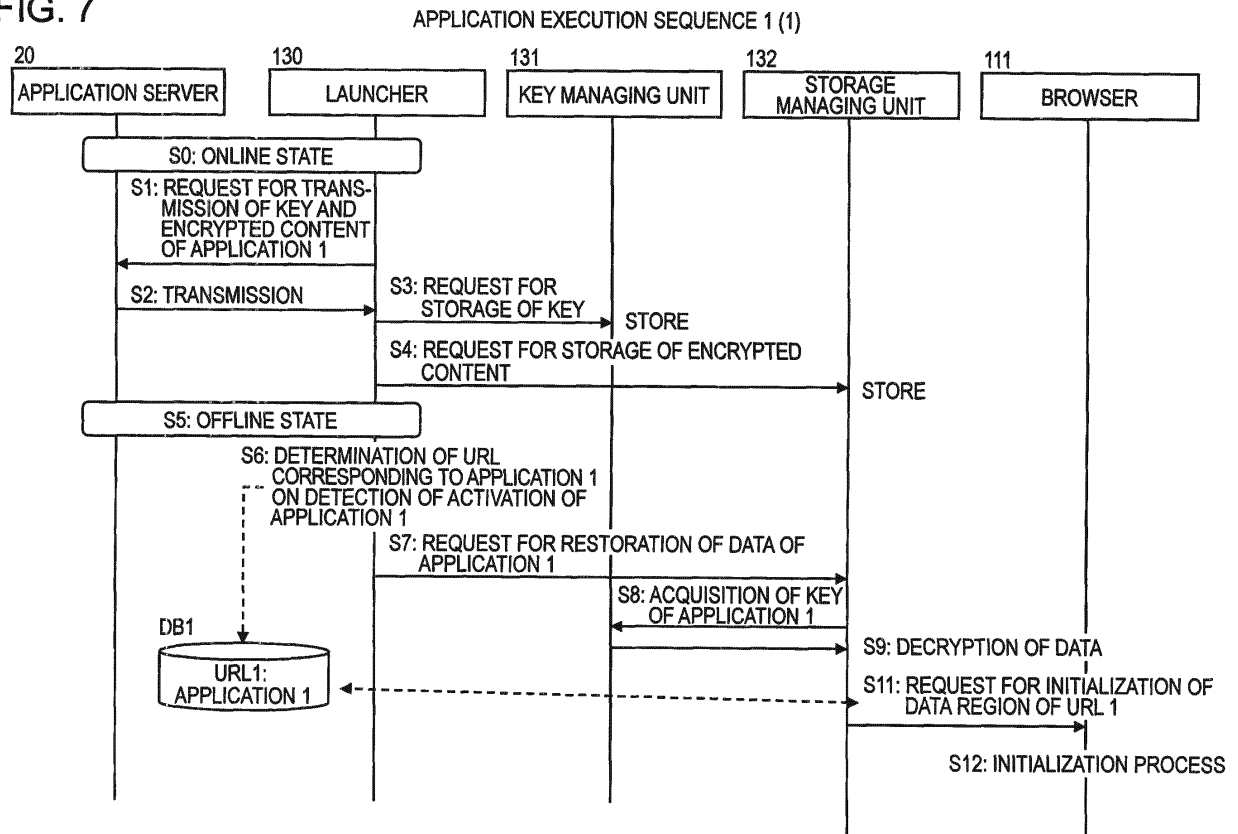 FIG. 7
APPLICATION EXECUTION SEQUENCE 1 (1)
20
130
131
132
111
APPLICATION SERVER
LAUNCHER
KEY MANAGING UNIT
STORAGE
MANAGING UNIT
BROWSER
S0: ONLINE STATE
S1: REQUEST FOR TRANS-
MISSION OF KEY AND
ENCRYPTED CONTENT
OF APPLICATION 1
S2: TRANSMISSION
S3: REQUEST FOR
STORAGE OF KEY
STORE
S4: REQUEST FOR STORAGE OF ENCRYPTED
CONTENT
STORE
S5: OFFLINE STATE
S6: DETERMINATION OF URL
CORRESPONDING TO APPLICATION 1
ON DETECTION OF ACTIVATION OF
APPLICATION 1
S7: REQUEST FOR RESTORATION OF DATA OF
APPLICATION 1
S8: ACQUISITION OF KEY
OF APPLICATION 1
S9: DECRYPTION OF DATA
DB1
URL1:
APPLICATION 1
S11: REQUEST FOR INITIALIZATION OF
DATA REGION OF URL 1
S12: INITIALIZATION PROCESS